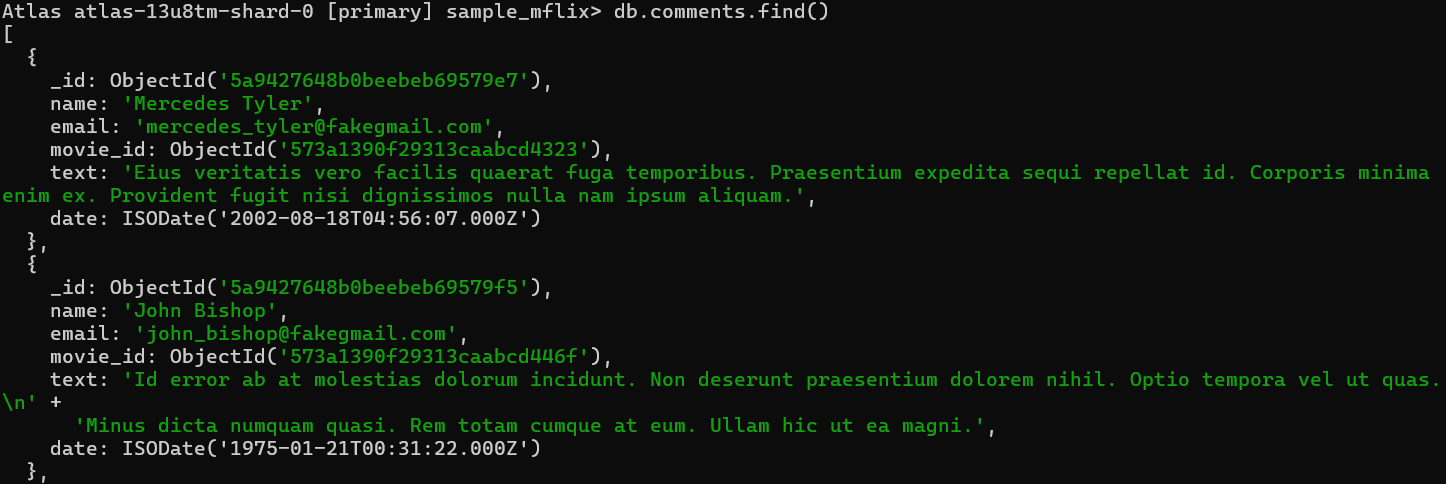 Atlas atlas-13u8tm-shard-0 [primary] sample_mflix> db.comments.find()
[
  {
    _id: ObjectId('5a9427648b0beebeb69579e7'),
    name: 'Mercedes Tyler',
    email: 'mercedes_tyler@fakegmail.com',
    movie_id: ObjectId('573a1390f29313caabcd4323'),
    text: 'Eius veritatis vero facilis quaerat fuga temporibus. Praesentium expedita sequi repellat id. Corporis minima
enim ex. Provident fugit nisi dignissimos nulla nam ipsum aliquam.',
    date: ISODate('2002-08-18T04:56:07.000Z')
  },
  {
    _id: ObjectId('5a9427648b0beebeb69579f5'),
    name: 'John Bishop',
    email: 'john_bishop@fakegmail.com',
    movie_id: ObjectId('573a1390f29313caabcd446f'),
    text: 'Id error ab at molestias dolorum incidunt. Non deserunt praesentium dolorem nihil. Optio tempora vel ut quas.
\n' +
      'Minus dicta numquam quasi. Rem totam cumque at eum. Ullam hic ut ea magni.',
    date: ISODate('1975-01-21T00:31:22.000Z')
  },